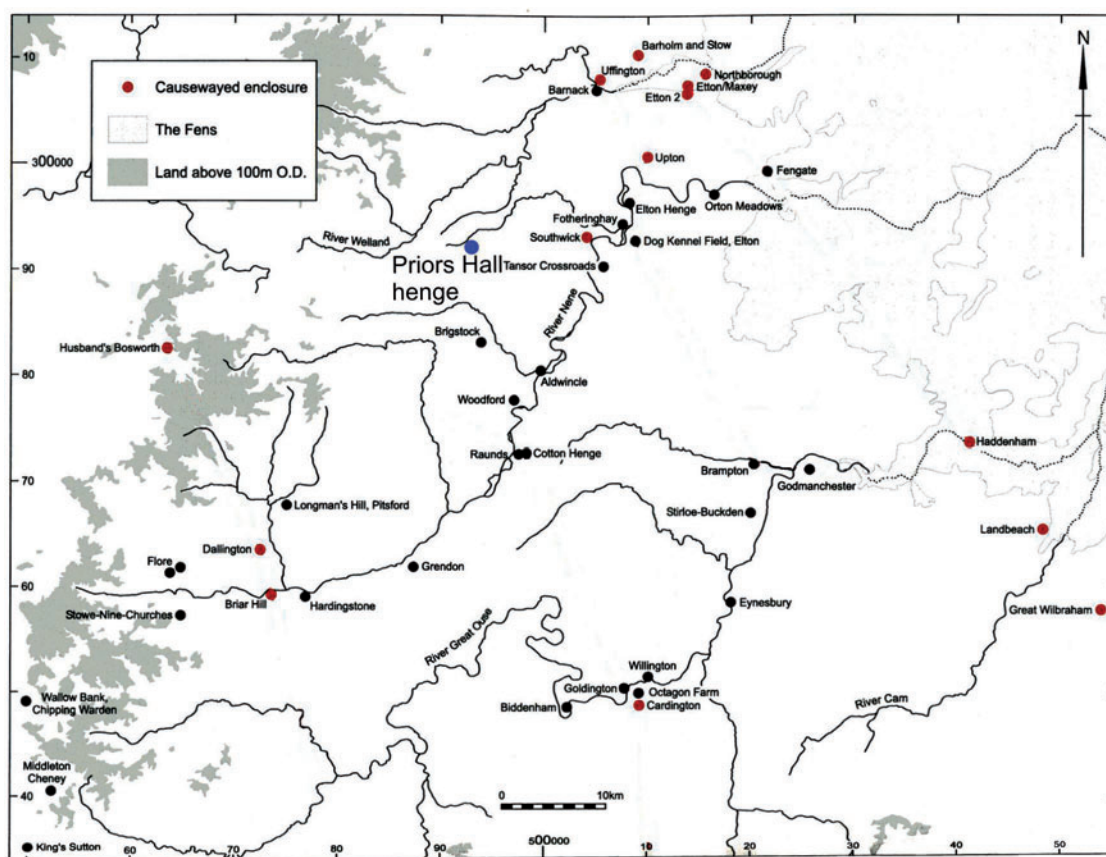 N
10
Causewayed enclosure
The Fens
Land above 100m O.D.
Barholm and Stow
Uffington
Northborough
Barnack
Etton/Maxey
Etton 2
300000
Upton
Fengate
Elton Henge
Orton Meadows
Fotheringhay
River Welland
Southwick
Dog Kennel Field, Elton
90
Priors Hall
henge
Tansor Crossroads
River Nene
Brigstock
Husband's Bosworth
80
Aldwincle
Woodford
Raunds
Cotton Henge
Haddenham
Brampton
Godmanchester
70
Longman's Hill, Pitsford
Stirloe-Buckden
Landbeach
Dallington
Flore
Grendon
60
Briar Hill
Hardingstone
Eynesbury
Stowe-Nine-Churches
Great Wilbraham
River Great Ouse
Willington
Goldington
Octagon Farm
Wallow Bank,
Chipping Warden
Biddenham
Cardington
River Cam
Middleton
Cheney
40
0
10km
King's Sutton
60
70
80
90
500000
10
20
30
40
50